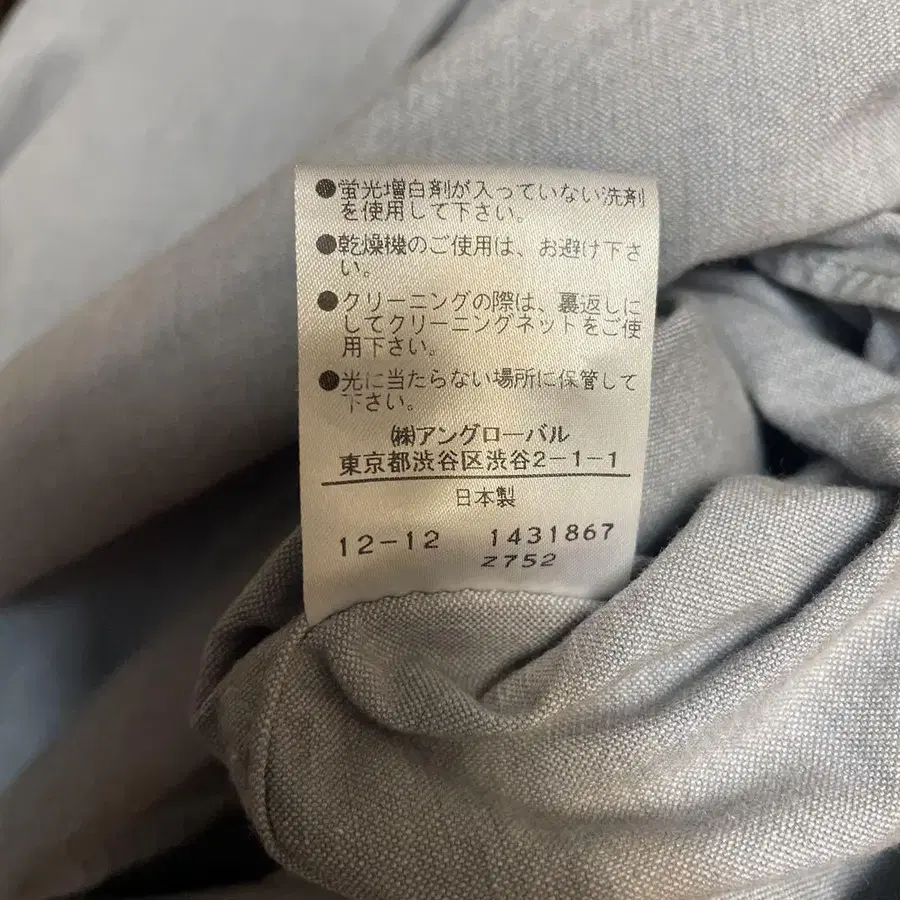 ●蛍光増白剤が入っていない洗剤
を使用して下さい。
●乾燥機のご使用は、お避け下さ
い。
●クリーニングの際は、裏返しに
してクリーニングネットをご使
用下さい。
●光に当たらない場所に保管して
下さい。
㈱アングローバル
東京都渋谷区渋谷2-1-1
日本製
12-12 1431867
Z752